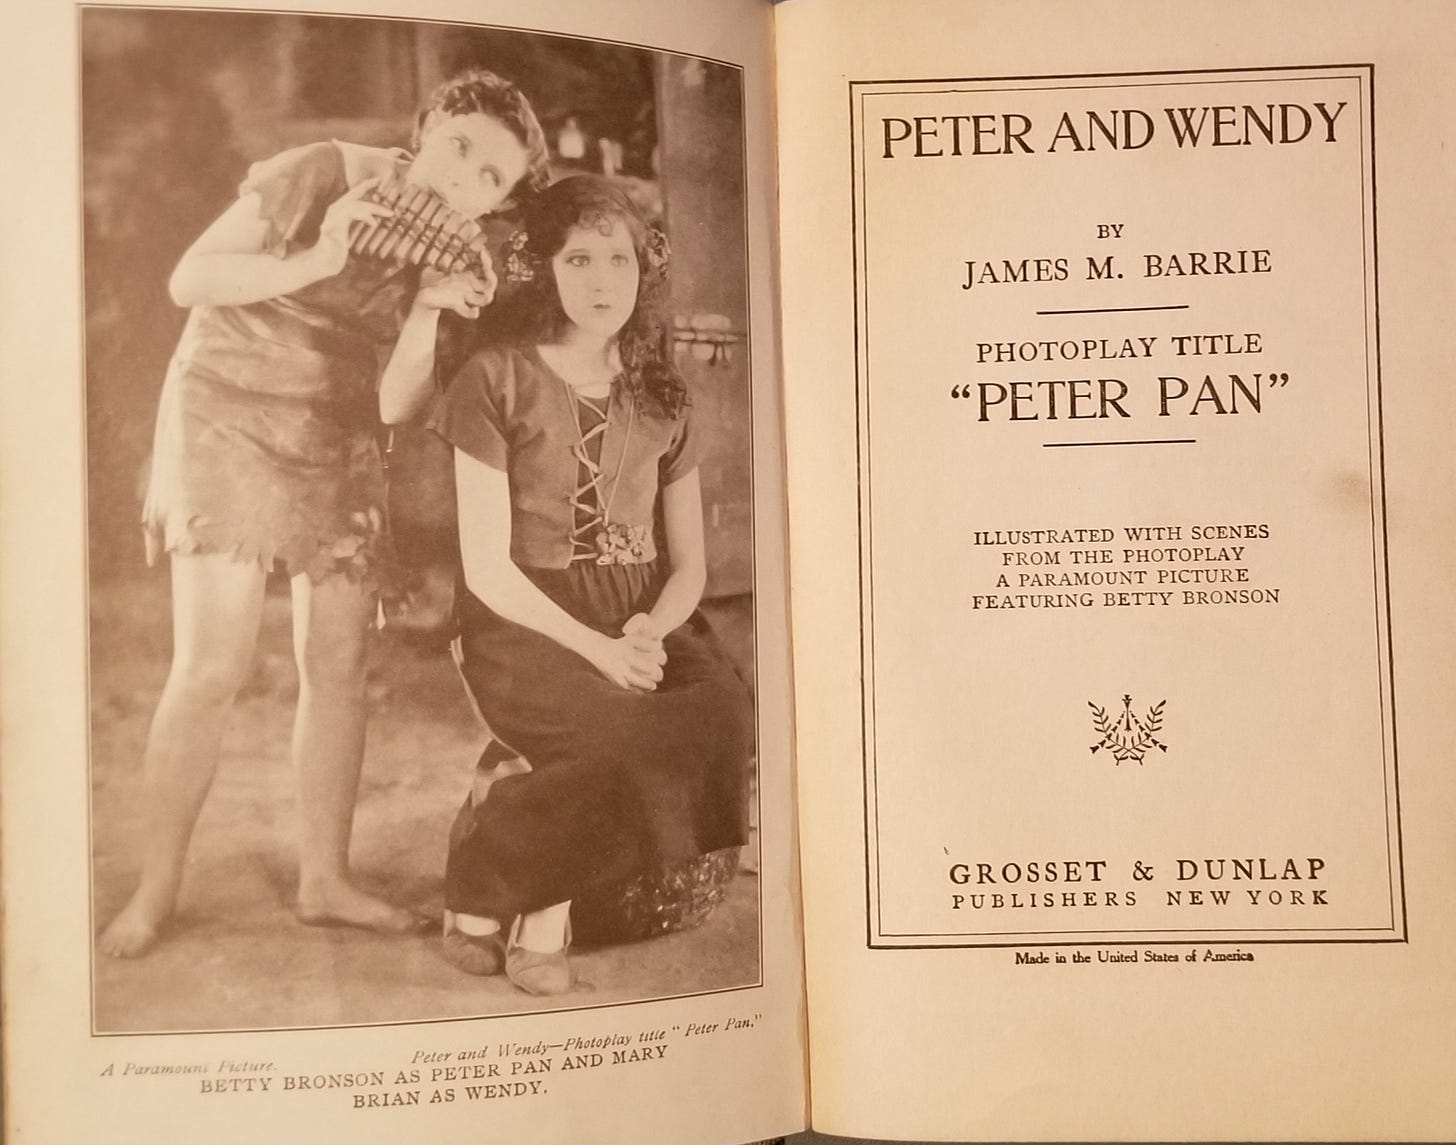 A Paramount Picture. Peter and Wendy—Photoplay title " Peter Pan."
BETTY BRONSON AS PETER PAN AND MARY
BRIAN AS WENDY.
PETER AND WENDY
BY
JAMES M. BARRIE
PHOTOPLAY TITLE
“PETER PAN”
ILLUSTRATED WITH SCENES
FROM THE PHOTOPLAY
A PARAMOUNT PICTURE
FEATURING BETTY BRONSON
GROSSET & DUNLAP
PUBLISHERS NEW YORK
Made in the United States of America